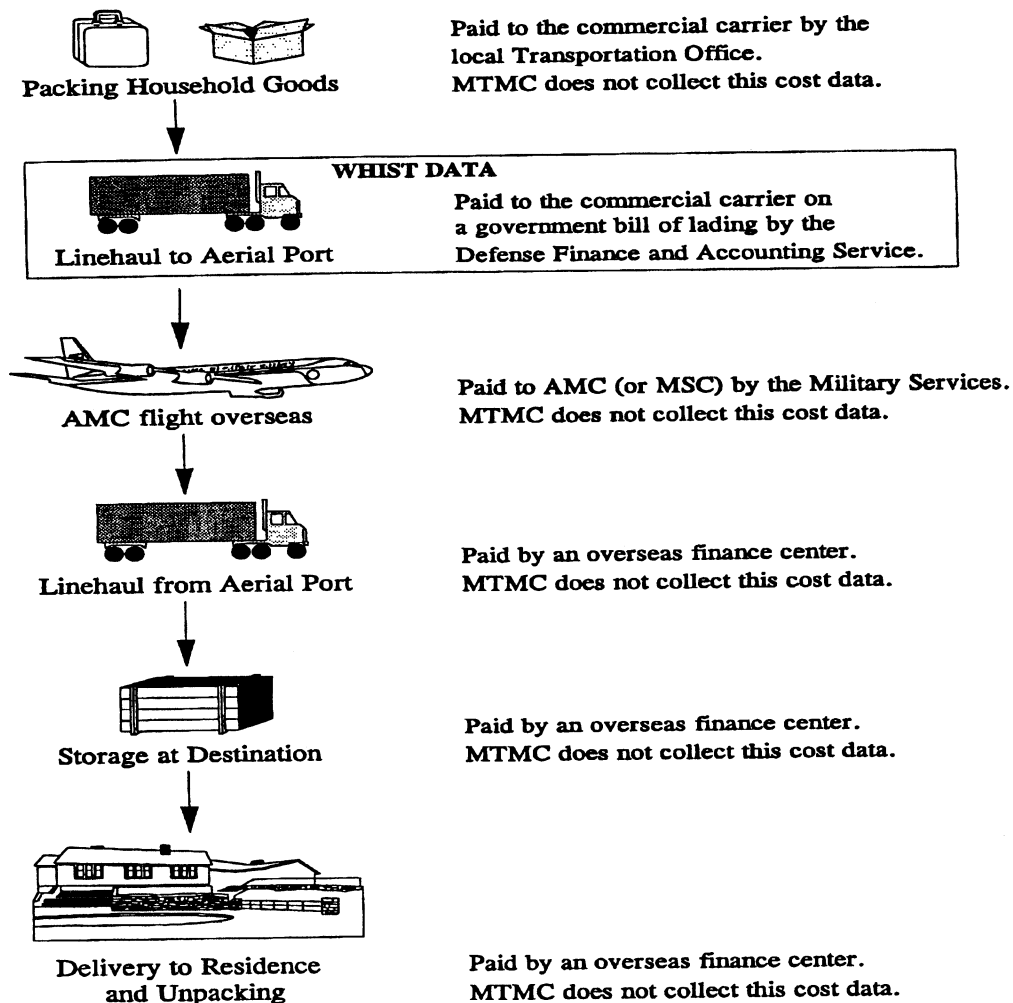 Paid to the commercial carrier by the
local Transportation Office.
Packing Household Goods
MTMC does not collect this cost data.
WHIST DATA
Paid to the commercial carrier on
a government bill of lading by the
Linehaul to Aerial Port
Defense Finance and Accounting Service.
Paid to AMC (or MSC) by the Military Services.
AMC flight overseas
MTMC does not collect this cost data.
Paid by an overseas finance center.
Linehaul from Aerial Port
MTMC does not collect this cost data.
Paid by an overseas finance center.
Storage at Destination
MTMC does not collect this cost data.
Delivery to Residence
and Unpacking
Paid by an overseas finance center.
MTMC does not collect this cost data.